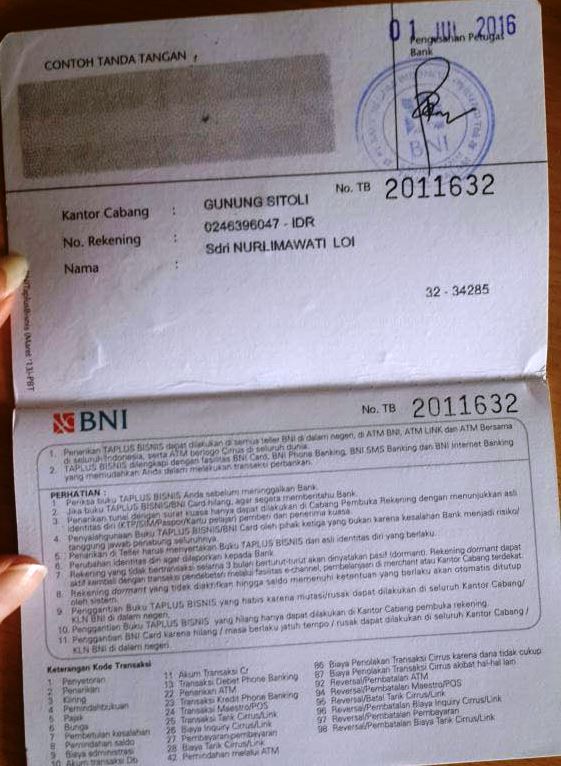 01 JUL 2016
CONTOH TANDA TANGAN
Pengesahan Petugas
Bank
BNI
No. TB 2011632
Kantor Cabang : GUNUNG SITOLI
No. Rekening : 0246396047 - IDR
Nama : Sdri NURLIMAWATI LOI
32 - 34285
BNI
No. TB 2011632
1. Penarikan TAPLUS BISNIS dapat dilakukan di semua teller BNI di dalam negeri, di ATM BNI, ATM LINK dan ATM Bersama
di seluruh Indonesia, serta ATM berlogo Cirrus di seluruh dunia.
2. TAPLUS BISNIS dilengkapi dengan fasilitas BNI Card, BNI Phone Banking, BNI SMS Banking dan BNI Internet Banking
yang memudahkan Anda dalam melakukan transaksi perbankan.
PERHATIAN :
1. Periksa buku TAPLUS BISNIS Anda sebelum meninggalkan Bank.
2. Jika buku TAPLUS BISNIS/BNI Card hilang, agar segera memberitahu Bank.
3. Penarikan tunai dengan surat kuasa hanya dapat dilakukan di Cabang Pembuka Rekening dengan menunjukkan asli
identitas diri (KTP/SIM/Paspor/Kartu pelajar) pemberi dan penerima kuasa.
4. Penyalahgunaan Buku TAPLUS BISNIS/BNI Card oleh pihak ketiga yang bukan karena kesalahan Bank menjadi risiko/
tanggung jawab penabung seluruhnya.
5. Penarikan di Teller harus menyertakan Buku TAPLUS BISNIS dan asli identitas diri yang berlaku.
6. Perubahan identitas diri agar dilaporkan kepada Bank.
7. Rekening yang tidak bertransaksi selama 3 bulan berturut-turut akan dinyatakan pasif (dormant). Rekening dormant dapat
aktif kembali dengan transaksi pendebetan melalui fasilitas e-channel, pembelanjaan di merchant atau Kantor Cabang terdekat.
8. Rekening dormant yang tidak diaktifkan hingga saldo memenuhi ketentuan yang berlaku akan otomatis ditutup
oleh sistem.
9. Penggantian Buku TAPLUS BISNIS yang habis karena mutasi/rusak dapat dilakukan di seluruh Kantor Cabang/
KLN BNI di dalam negeri.
10. Penggantian Buku TAPLUS BISNIS yang hilang hanya dapat dilakukan di Kantor Cabang pembuka rekening.
11. Penggantian BNI Card karena hilang / masa berlaku jatuh tempo / rusak dapat dilakukan di seluruh Kantor Cabang /
KLN BNI di dalam negeri.
Keterangan Kode Transaksi
1 Penyetoran
2 Penarikan
3 Kliring
4 Pemindahbukuan
5 Pajak
6 Bunga
7 Pembetulan kesalahan
8 Pemindahan saldo
9 Biaya administrasi
10 Akum transaksi Db
11 Akum Transaksi Cr
13 Transaksi Debet Phone Banking
22 Penarikan ATM
23 Transaksi Kredit Phone Banking
24 Transaksi Maestro/POS
25 Transaksi Tarik Cirrus/Link
26 Biaya Inquiry Cirrus/Link
27 Pembayaran-pembayaran
28 Biaya Tarik Cirrus/Link
42 Pemindahan melalui ATM
86 Biaya Penolakan Transaksi Cirrus karena dana tidak cukup
87 Biaya Penolakan Transaksi Cirrus akibat hal-hal lain
92 Reversal/Pembatalan ATM
94 Reversal/Pembatalan Maestro/POS
95 Reversal/Batal Tarik Cirrus/Link
96 Reversal/Pembatalan Biaya Inquiry Cirrus/Link
97 Reversal/Pembatalan Pembayaran
98 Reversal/Pembatalan Biaya Tarik Cirrus/Link